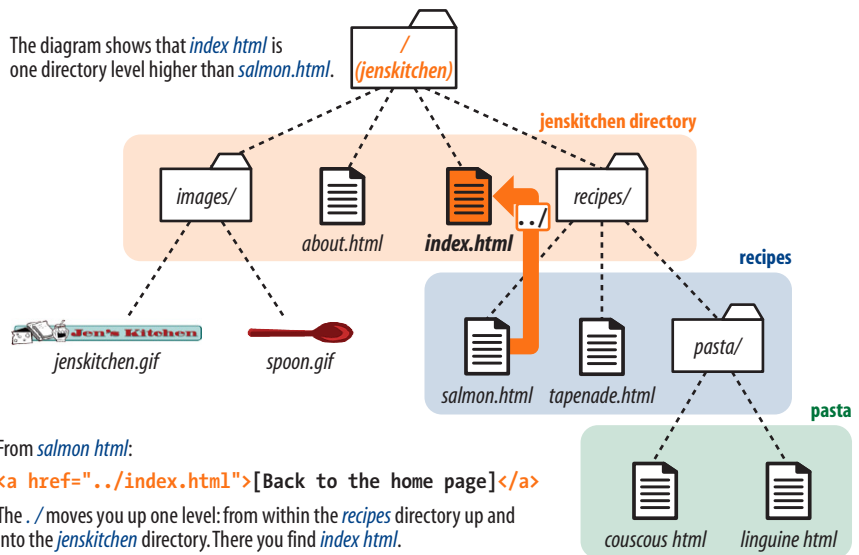 The diagram shows that index html is
one directory level higher than salmon.html.
/
(jenskitchen)
jenskitchen directory
images/
about.html
index.html
../
recipes/
recipes
Jen's Kitchen
jenskitchen.gif
spoon.gif
salmon.html
tapenade.html
pasta/
pasta
couscous html
linguine html
From salmon html:
<a href="../index.html">[Back to the home page]</a>
The . / moves you up one level: from within the recipes directory up and
into the jenskitchen directory. There you find index html.